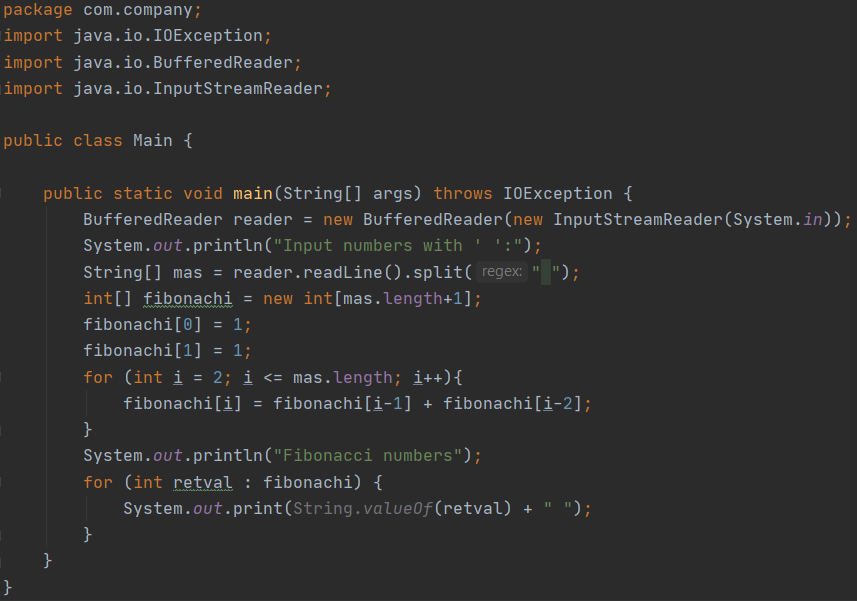 package com.company;
import java.io.IOException;
import java.io.BufferedReader;
import java.io.InputStreamReader;
public class Main {
public static void main(String[] args) throws IOException {
BufferedReader reader = new BufferedReader(new InputStreamReader(System.in));
System.out.println("Input numbers with ' ':");
String[] mas = reader.readLine().split( regex: " ");
int[] fibonachi = new int[mas.length+1];
fibonachi[0] = 1;
fibonachi[1] = 1;
for (int i = 2; i <= mas.length; i++){
fibonachi[i] = fibonachi[i-1] + fibonachi[i-2];
}
System.out.println("Fibonacci numbers");
for (int retval : fibonachi) {
System.out.print(String.valueOf(retval) + " ");
}
}
}